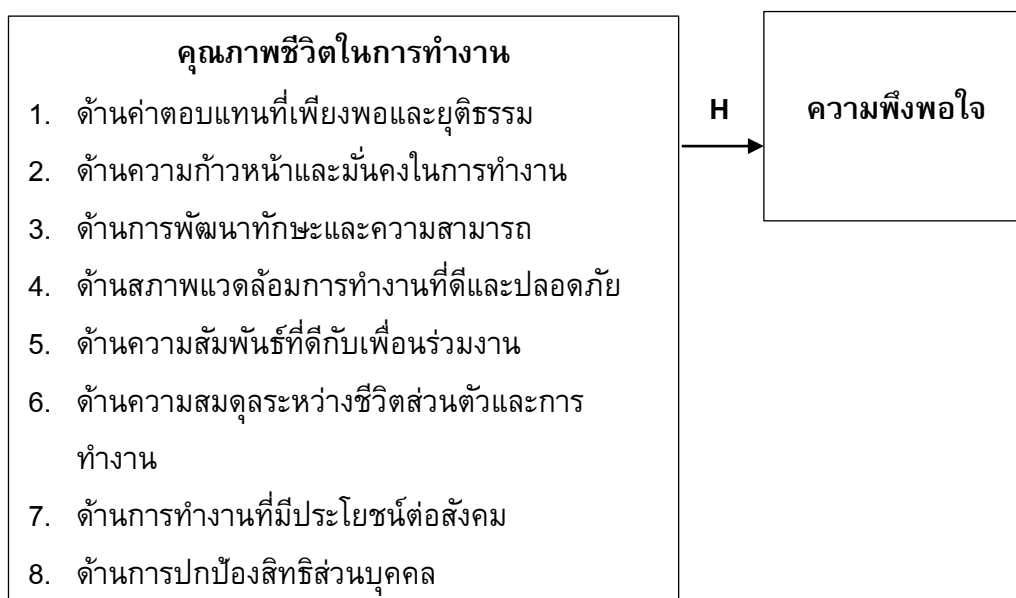 คุณภาพชีวิตในการทำงาน
1. ด้านค่าตอบแทนที่เพียงพอและยุติธรรม
2. ด้านความก้าวหน้าและมั่นคงในการทำงาน
3. ด้านการพัฒนาทักษะและความสามารถ
4. ด้านสภาพแวดล้อมการทำงานที่ดีและปลอดภัย
5. ด้านความสัมพันธ์ที่ดีกับเพื่อนร่วมงาน
6. ด้านความสมดุลระหว่างชีวิตส่วนตัวและการ
ทำงาน
7. ด้านการทำงานที่มีประโยชน์ต่อสังคม
8. ด้านการปกป้องสิทธิส่วนบุคคล
H
ความพึงพอใจ